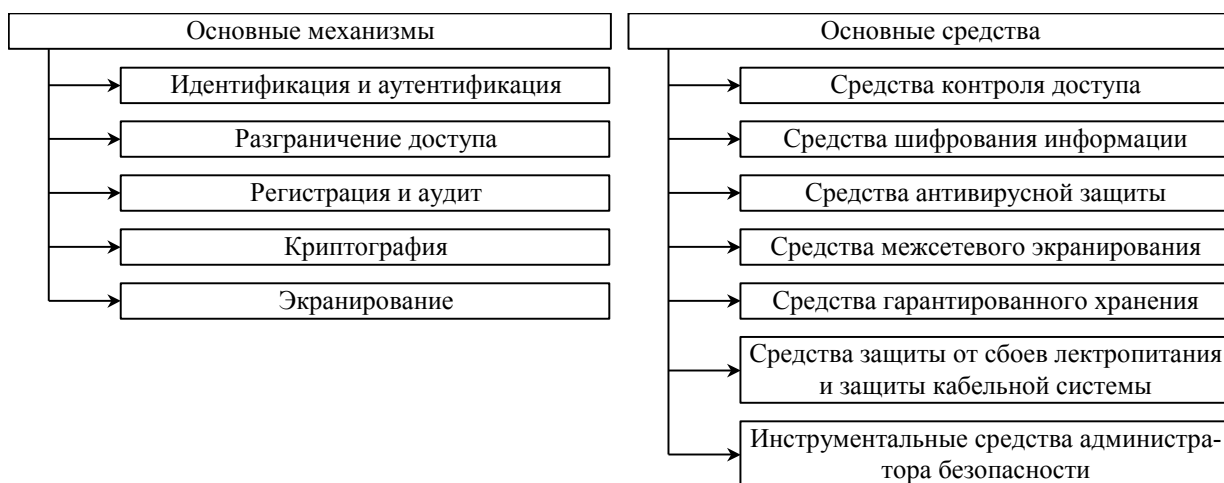 Основные механизмы
Идентификация и аутентификация
Разграничение доступа
Регистрация и аудит
Криптография
Экранирование
Основные средства
Средства контроля доступа
Средства шифрования информации
Средства антивирусной защиты
Средства межсетевого экранирования
Средства гарантированного хранения
Средства защиты от сбоев лектропитания
и защиты кабельной системы
Инструментальные средства администра-
тора безопасности